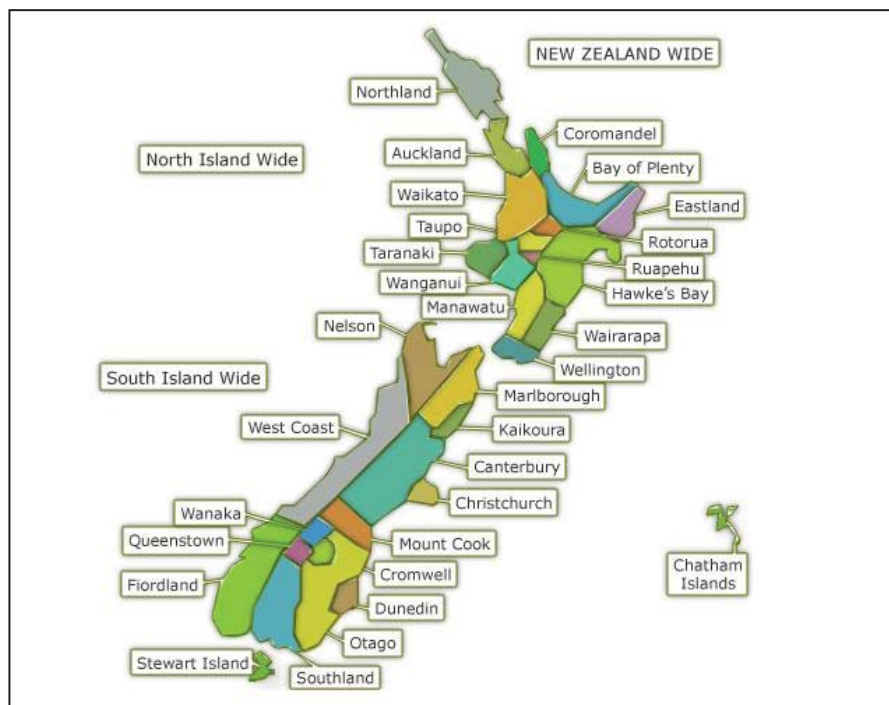 NEW ZEALAND WIDE
Northland
Coromandel
North Island Wide
Auckland
Bay of Plenty
Waikato
Eastland
Taupo
Rotorua
Taranaki
Ruapehu
Wanganui
Hawke's Bay
Manawatu
Nelson
Wairarapa
Wellington
South Island Wide
Marlborough
West Coast
Kaikoura
Canterbury
Christchurch
Wanaka
Queenstown
Mount Cook
Chatham
Islands
Fiordland
Cromwell
Dunedin
Otago
Stewart Island
Southland